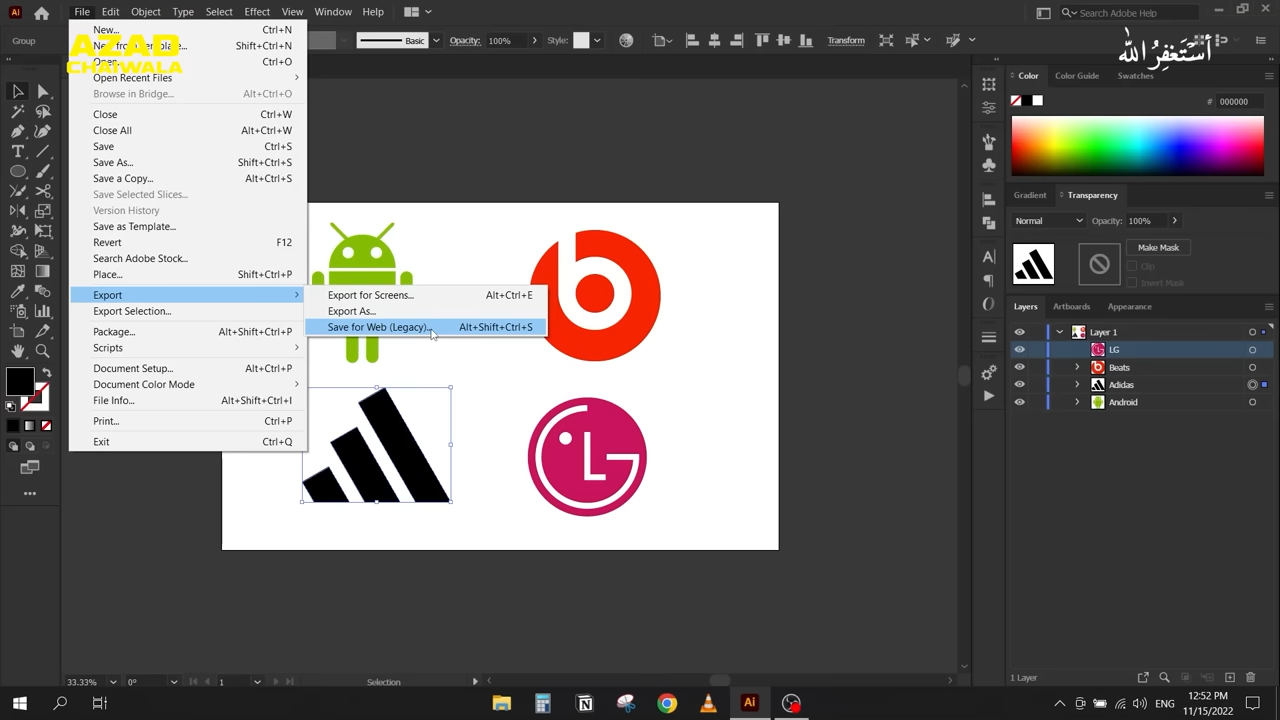 File Edit Object Type Select Effect View Window Help
Search Adobe Help
Group
Basic
Opacity: 100%
Style:
أستغفر الله
AZAB
CHAIWALA
New... Ctrl+N
New from Template... Shift+Ctrl+N
Open... Ctrl+O
Open Recent Files
Browse in Bridge... Alt+Ctrl+O
Close Ctrl+W
Close All Alt+Ctrl+W
Save Ctrl+S
Save As... Shift+Ctrl+S
Save a Copy... Alt+Ctrl+S
Save Selected Slices...
Version History
Save as Template...
Revert F12
Search Adobe Stock...
Place... Shift+Ctrl+P
Export
Export Selection...
Package... Alt+Shift+Ctrl+P
Scripts
Document Setup... Alt+Ctrl+P
Document Color Mode
File Info... Alt+Shift+Ctrl+I
Print... Ctrl+P
Exit Ctrl+Q
Export for Screens... Alt+Ctrl+E
Export As...
Save for Web (Legacy)... Alt+Shift+Ctrl+S
b
LG
Color Color Guide Swatches
# 000000
Gradient Transparency
Normal Opacity: 100%
Make Mask
Clip
Invert Mask
Layers Artboards Appearance
Layer 1
LG
Beats
Adidas
Android
1 Layer
33.33% 0° 1 Selection
Ai
ENG
12:52 PM
11/15/2022